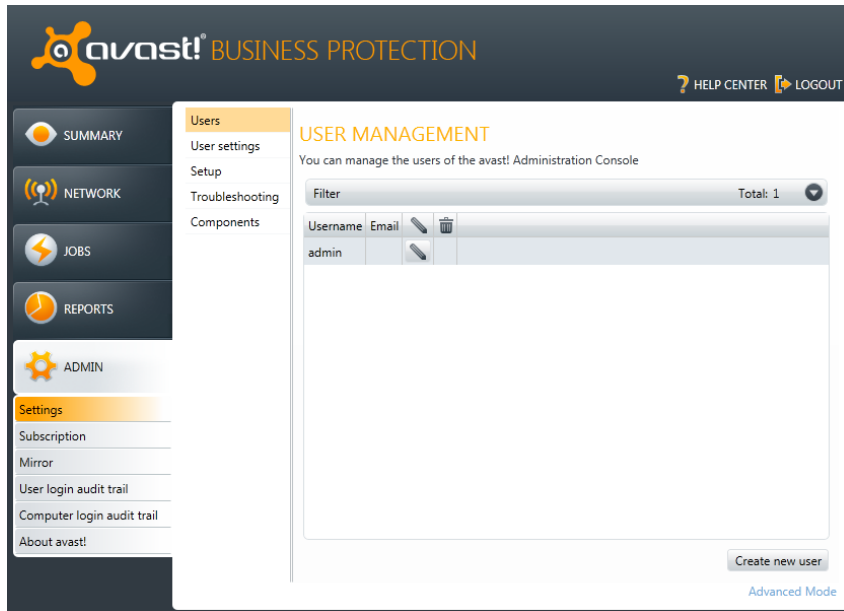 avast! BUSINESS PROTECTION
HELP CENTER LOGOUT
SUMMARY
NETWORK
JOBS
REPORTS
ADMIN
Settings
Subscription
Mirror
User login audit trail
Computer login audit trail
About avast!
Users
User settings
Setup
Troubleshooting
Components
USER MANAGEMENT
You can manage the users of the avast! Administration Console
Filter Total: 1
Username Email
admin
Create new user
Advanced Mode